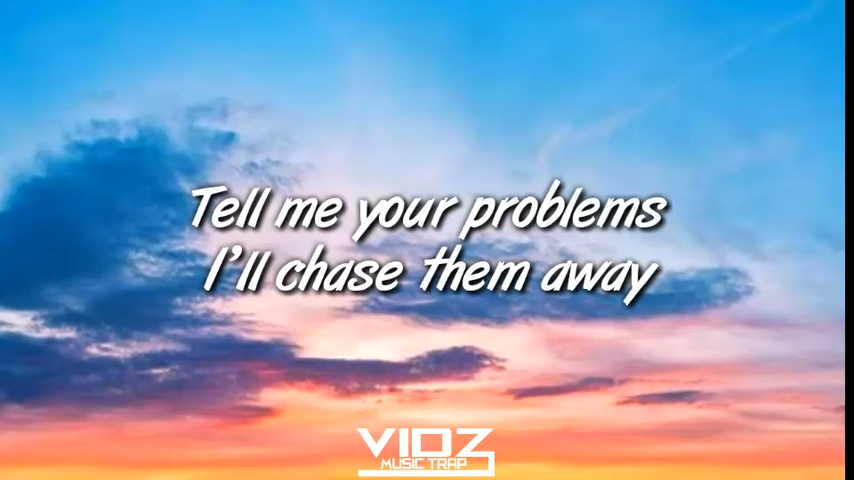 Tell me your problems
I'll chase them away
VIDZ
MUSIC TRAP